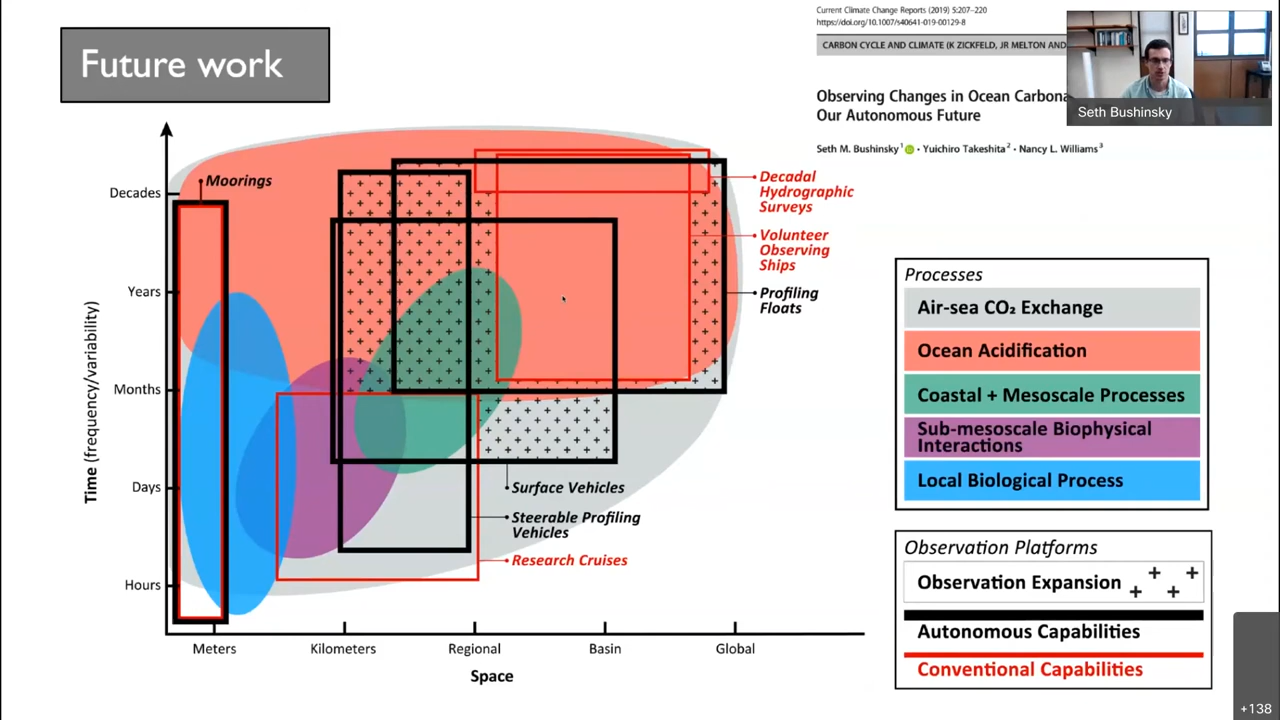 Future work
Current Climate Change Reports (2019) 5:207–220
https://doi.org/10.1007/s40641-019-00129-8
CARBON CYCLE AND CLIMATE (K ZICKFELD, JR MELTON AND
Observing Changes in Ocean Carbona
Our Autonomous Future
Seth M. Bushinsky 1 · Yuichiro Takeshita 2 · Nancy L. Williams 3
Seth Bushinsky
Time (frequency/variability)
Decades
Years
Months
Days
Hours
Moorings
Decadal
Hydrographic
Surveys
Volunteer
Observing
Ships
Profiling
Floats
Surface Vehicles
Steerable Profiling
Vehicles
Research Cruises
Meters
Kilometers
Regional
Basin
Global
Space
Processes
Air-sea CO₂ Exchange
Ocean Acidification
Coastal + Mesoscale Processes
Sub-mesoscale Biophysical
Interactions
Local Biological Process
Observation Platforms
Observation Expansion
Autonomous Capabilities
Conventional Capabilities
+138